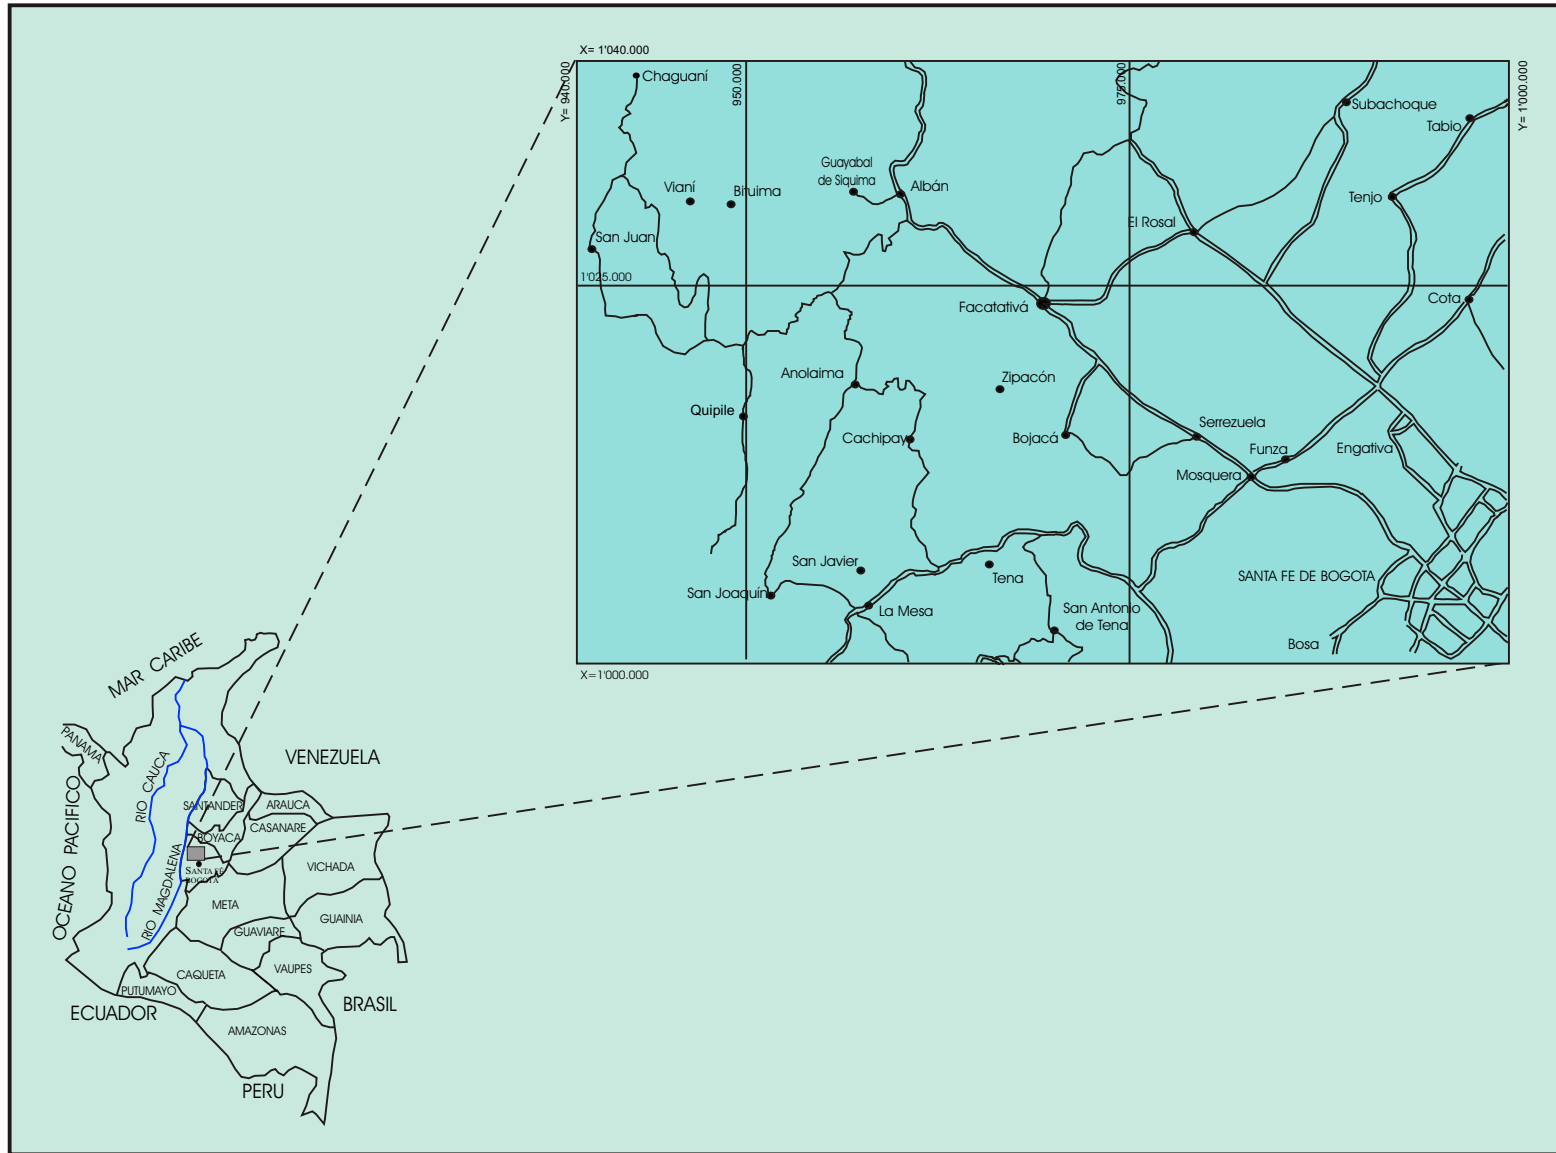 X= 1'040.000
Y= 940.000
950.000
975.000
Y= 1'000.000
Chaguaní
Subachoque
Tabio
Guayabal
de Siquima
Albán
Vianí
Bituima
Tenjo
El Rosal
San Juan
1'025.000
Cota
Facatativá
Anolaima
Zipacón
Quipile
Cachipay
Bojacá
Serrezuela
Funza
Engativa
Mosquera
San Javier
Tena
SANTA FE DE BOGOTA
San Joaquín
La Mesa
San Antonio
de Tena
Bosa
X=1'000.000
MAR CARIBE
PANAMA
VENEZUELA
RIO CAUCA
OCEANO PACIFICO
SANTANDER
ARAUCA
BOYACA
CASANARE
SANTA FE
BOGOTA
VICHADA
RIO MAGDALENA
META
GUAINIA
GUAVIARE
CAQUETA
VAUPES
PUTUMAYO
ECUADOR
BRASIL
AMAZONAS
PERU